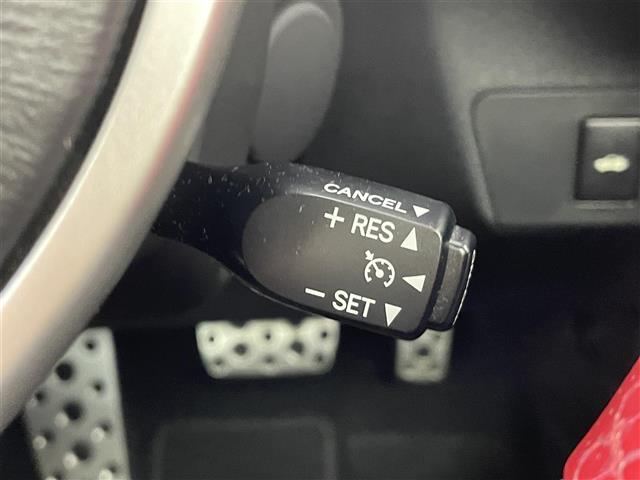 CANCEL ▼
+ RES ▲
◀
− SET ▼